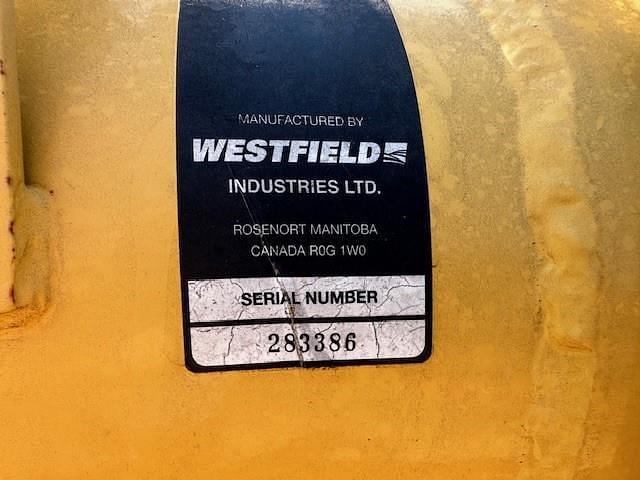 MANUFACTURED BY
WESTFIELD
INDUSTRIES LTD.
ROSENORT MANITOBA
CANADA R0G 1W0
SERIAL NUMBER
283386